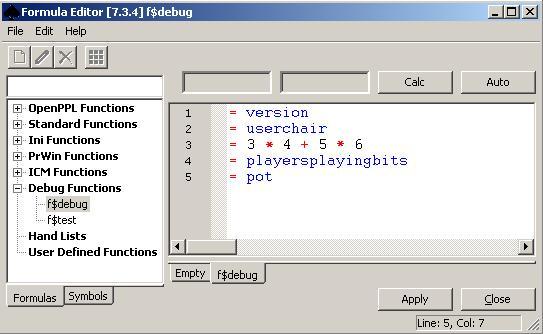 Formula Editor [7.3.4] f$debug
File Edit Help
Calc Auto
OpenPPL Functions
Standard Functions
Ini Functions
PrWin Functions
ICM Functions
Debug Functions
f$debug
f$test
Hand Lists
User Defined Functions
1 = version
2 = userchair
3 = 3 * 4 + 5 * 6
4 = playersplayingbits
5 = pot
Empty f$debug
Formulas Symbols
Apply Close
Line: 5, Col: 7